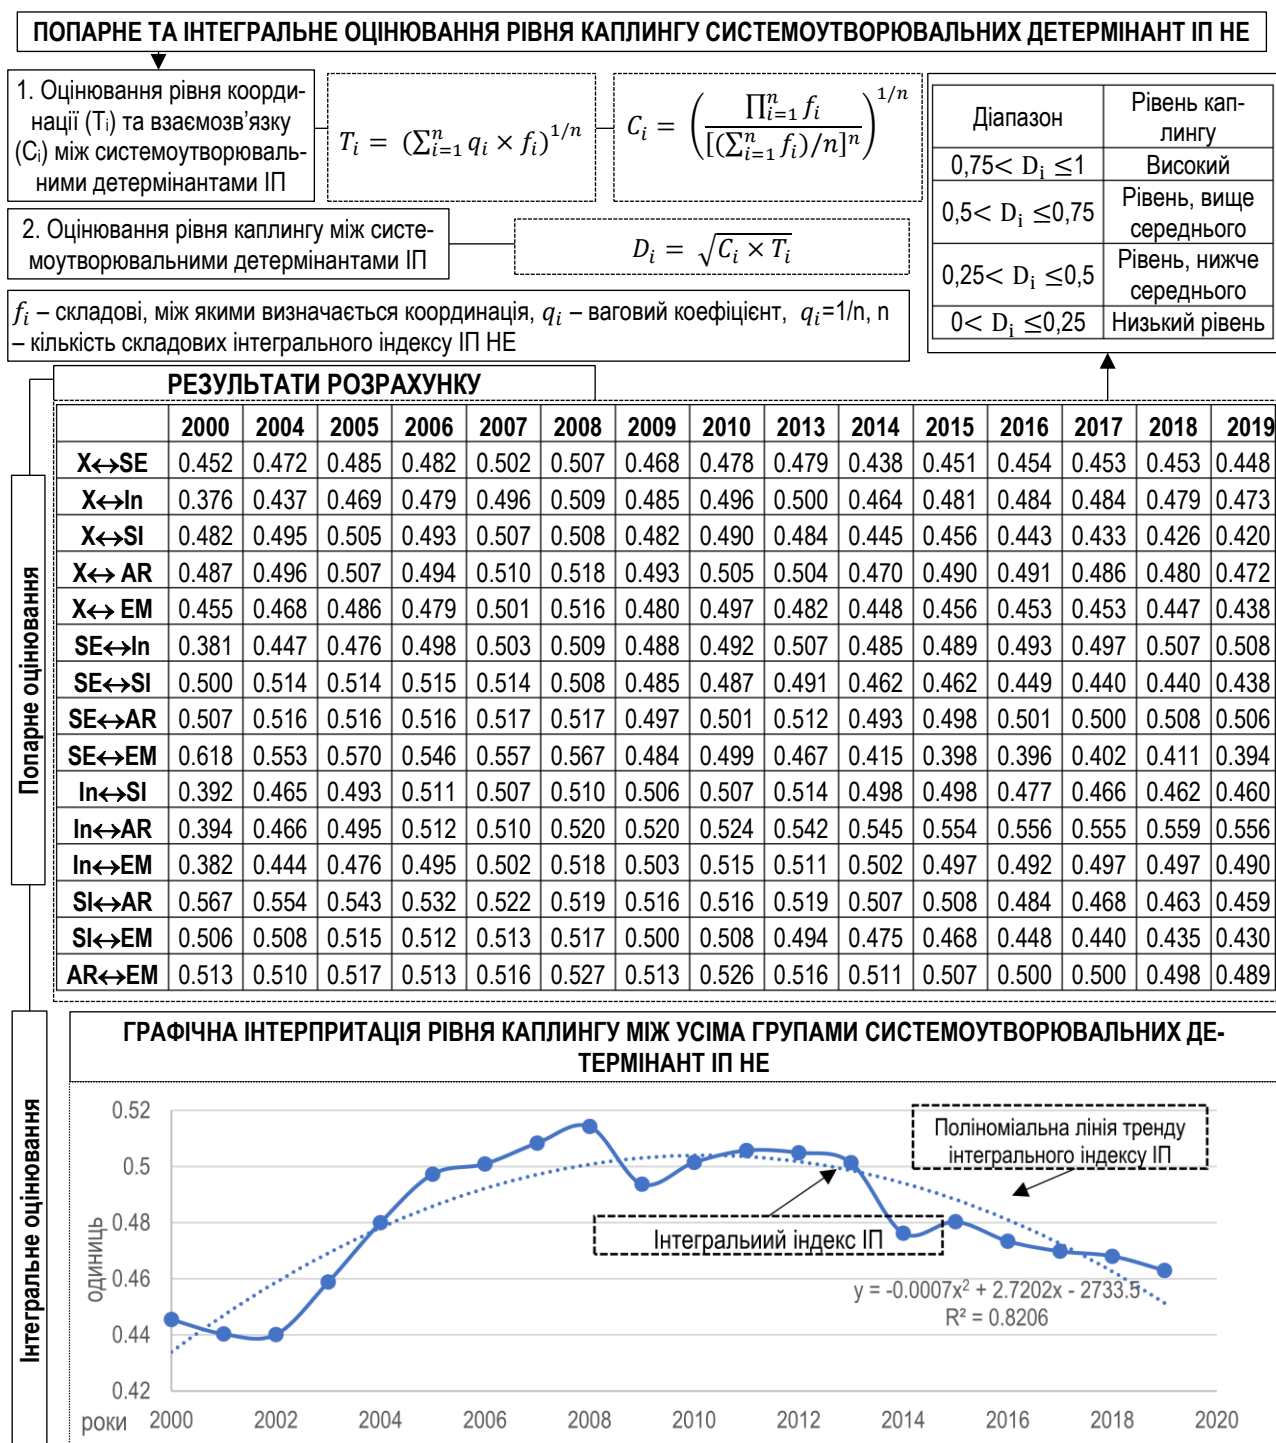 ПОПАРНЕ ТА ІНТЕГРАЛЬНЕ ОЦІНЮВАННЯ РІВНЯ КАПЛИНГУ СИСТЕМОУТВОРЮВАЛЬНИХ ДЕТЕРМІНАНТ ІП НЕ
1. Оцінювання рівня коорди-
нації (Ti) та взаємозв’язку
(Ci) між системоутворюваль-
ними детермінантами ІП
T_i = (∑_{i=1}^{n} q_i × f_i)^{1/n}
C_i = (∏_{i=1}^{n} f_i / [(∑_{i=1}^{n} f_i)/n]^n)^{1/n}
2. Оцінювання рівня каплингу між систе-
моутворювальними детермінантами ІП
D_i = √(C_i × T_i)
f_i – складові, між якими визначається координація, q_i – ваговий коефіцієнт, q_i=1/n, n
– кількість складових інтегрального індексу ІП НЕ
Діапазон Рівень кап-
лингу
0,75< D_i ≤1 Високий
0,5< D_i ≤0,75 Рівень, вище
середнього
0,25< D_i ≤0,5 Рівень, нижче
середнього
0< D_i ≤0,25 Низький рівень
РЕЗУЛЬТАТИ РОЗРАХУНКУ
Попарне оцінювання
2000 2004 2005 2006 2007 2008 2009 2010 2013 2014 2015 2016 2017 2018 2019
X↔SE 0.452 0.472 0.485 0.482 0.502 0.507 0.468 0.478 0.479 0.438 0.451 0.454 0.453 0.453 0.448
X↔In 0.376 0.437 0.469 0.479 0.496 0.509 0.485 0.496 0.500 0.464 0.481 0.484 0.484 0.479 0.473
X↔SI 0.482 0.495 0.505 0.493 0.507 0.508 0.482 0.490 0.484 0.445 0.456 0.443 0.433 0.426 0.420
X↔ AR 0.487 0.496 0.507 0.494 0.510 0.518 0.493 0.505 0.504 0.470 0.490 0.491 0.486 0.480 0.472
X↔ EM 0.455 0.468 0.486 0.479 0.501 0.516 0.480 0.497 0.482 0.448 0.456 0.453 0.453 0.447 0.438
SE↔In 0.381 0.447 0.476 0.498 0.503 0.509 0.488 0.492 0.507 0.485 0.489 0.493 0.497 0.507 0.508
SE↔SI 0.500 0.514 0.514 0.515 0.514 0.508 0.485 0.487 0.491 0.462 0.462 0.449 0.440 0.440 0.438
SE↔AR 0.507 0.516 0.516 0.516 0.517 0.517 0.497 0.501 0.512 0.493 0.498 0.501 0.500 0.508 0.506
SE↔EM 0.618 0.553 0.570 0.546 0.557 0.567 0.484 0.499 0.467 0.415 0.398 0.396 0.402 0.411 0.394
In↔SI 0.392 0.465 0.493 0.511 0.507 0.510 0.506 0.507 0.514 0.498 0.498 0.477 0.466 0.462 0.460
In↔AR 0.394 0.466 0.495 0.512 0.510 0.520 0.520 0.524 0.542 0.545 0.554 0.556 0.555 0.559 0.556
In↔EM 0.382 0.444 0.476 0.495 0.502 0.518 0.503 0.515 0.511 0.502 0.497 0.492 0.497 0.497 0.490
SI↔AR 0.567 0.554 0.543 0.532 0.522 0.519 0.516 0.516 0.519 0.507 0.508 0.484 0.468 0.463 0.459
SI↔EM 0.506 0.508 0.515 0.512 0.513 0.517 0.500 0.508 0.494 0.475 0.468 0.448 0.440 0.435 0.430
AR↔EM 0.513 0.510 0.517 0.513 0.516 0.527 0.513 0.526 0.516 0.511 0.507 0.500 0.500 0.498 0.489
Інтегральне оцінювання
ГРАФІЧНА ІНТЕРПРИТАЦІЯ РІВНЯ КАПЛИНГУ МІЖ УСІМА ГРУПАМИ СИСТЕМОУТВОРЮВАЛЬНИХ ДЕ-
ТЕРМІНАНТ ІП НЕ
одиниць
0.52
0.5
0.48
0.46
0.44
0.42
Поліноміальна лінія тренду
інтегрального індексу ІП
Інтегральиий індекс ІП
y = -0.0007x² + 2.7202x - 2733.5
R² = 0.8206
роки 2000 2002 2004 2006 2008 2010 2012 2014 2016 2018 2020